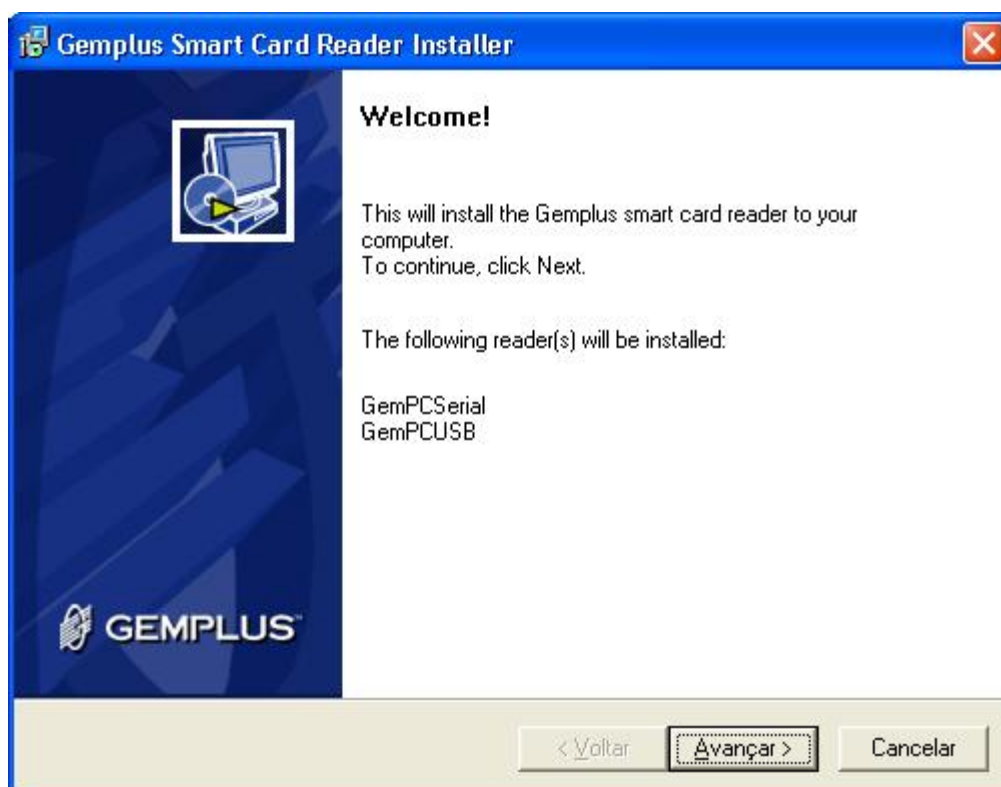 Gemplus Smart Card Reader Installer
Welcome!
This will install the Gemplus smart card reader to your
computer.
To continue, click Next.
The following reader(s) will be installed:
GemPCSerial
GemPCUSB
GEMPLUS™
< Voltar
Avançar >
Cancelar